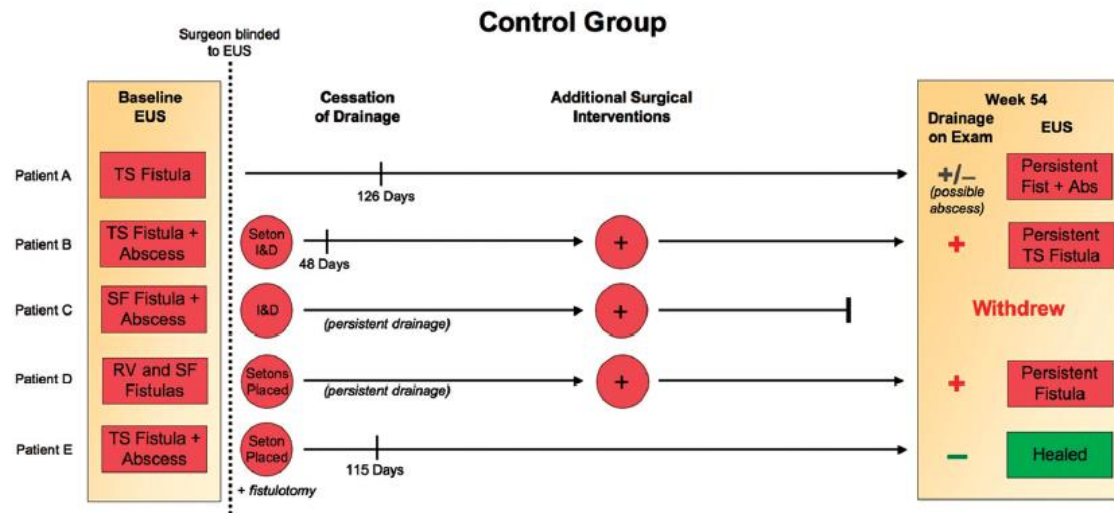 Control Group
Surgeon blinded
to EUS
Baseline
EUS
Cessation
of Drainage
Additional Surgical
Interventions
Week 54
Drainage
on Exam
EUS
Patient A
TS Fistula
126 Days
+/–
(possible
abscess)
Persistent
Fist + Abs
Patient B
TS Fistula +
Abscess
Seton
I&D
48 Days
+
+
Persistent
TS Fistula
Patient C
SF Fistula +
Abscess
I&D
(persistent drainage)
+
Withdrew
Patient D
RV and SF
Fistulas
Setons
Placed
(persistent drainage)
+
+
Persistent
Fistula
Patient E
TS Fistula +
Abscess
Seton
Placed
+ fistulotomy
115 Days
–
Healed